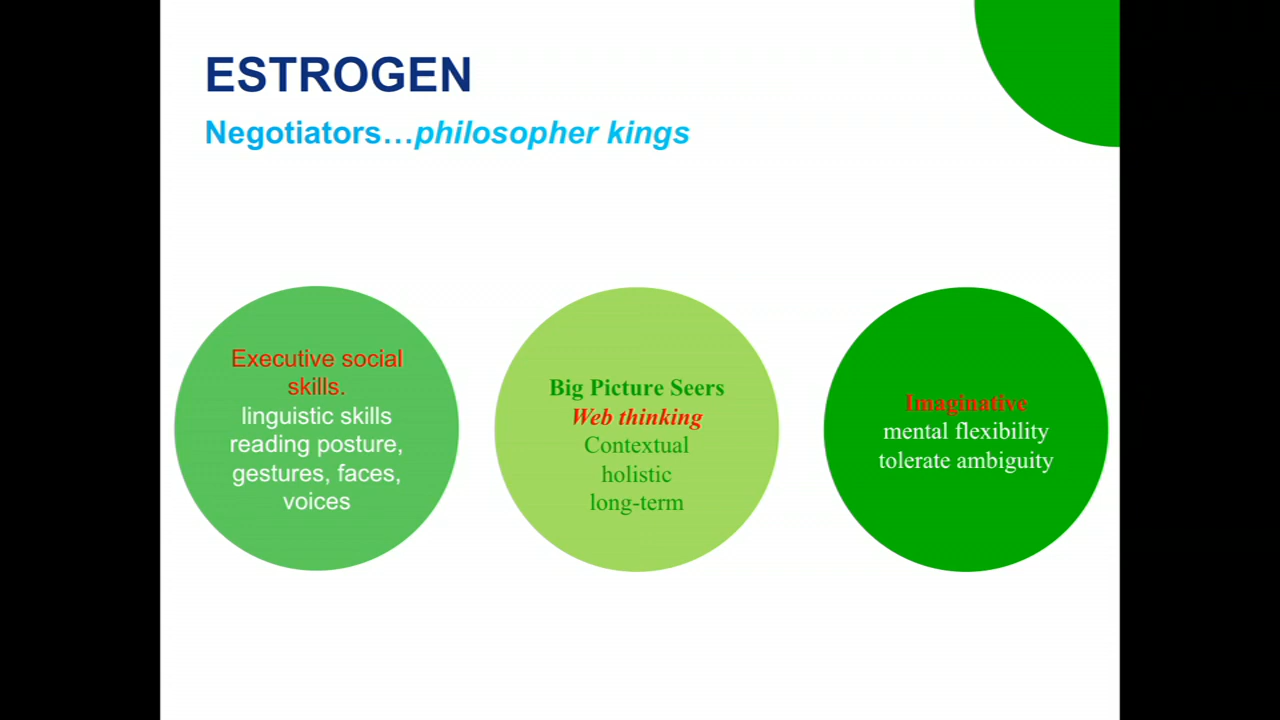 ESTROGEN
Negotiators…philosopher kings
Executive social
skills.
linguistic skills
reading posture,
gestures, faces,
voices
Big Picture Seers
Web thinking
Contextual
holistic
long-term
Imaginative
mental flexibility
tolerate ambiguity